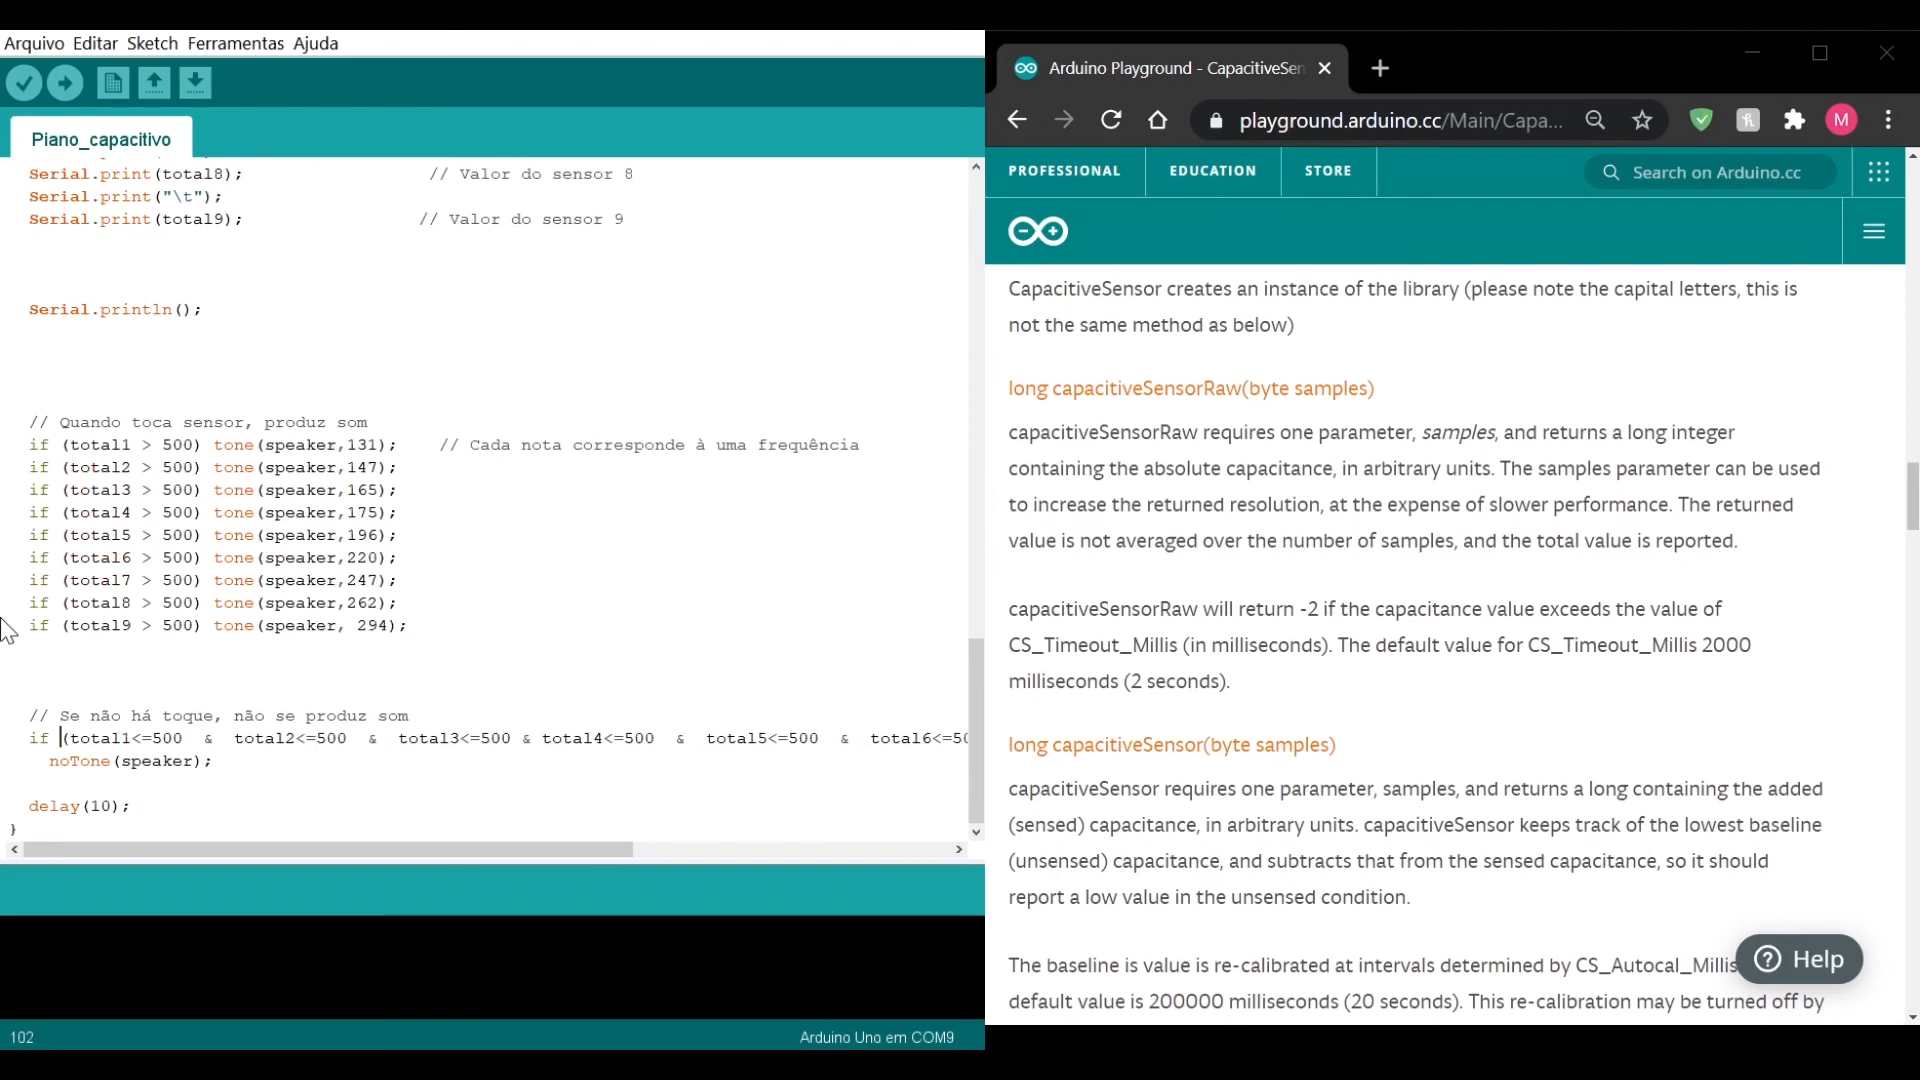 Arquivo Editar Sketch Ferramentas Ajuda
Piano_capacitivo
Serial.print(total8); // Valor do sensor 8
Serial.print("\t");
Serial.print(total9); // Valor do sensor 9
Serial.println();
// Quando toca sensor, produz som
if (total1 > 500) tone(speaker,131); // Cada nota corresponde à uma frequência
if (total2 > 500) tone(speaker,147);
if (total3 > 500) tone(speaker,165);
if (total4 > 500) tone(speaker,175);
if (total5 > 500) tone(speaker,196);
if (total6 > 500) tone(speaker,220);
if (total7 > 500) tone(speaker,247);
if (total8 > 500) tone(speaker,262);
if (total9 > 500) tone(speaker, 294);
// Se não há toque, não se produz som
if (total1<=500 & total2<=500 & total3<=500 & total4<=500 & total5<=500 & total6<=50
noTone(speaker);
delay(10);
}
102
Arduino Uno em COM9
Arduino Playground - CapacitiveSen
playground.arduino.cc/Main/Capa...
M
PROFESSIONAL EDUCATION STORE
Search on Arduino.cc
CapacitiveSensor creates an instance of the library (please note the capital letters, this is
not the same method as below)
long capacitiveSensorRaw(byte samples)
capacitiveSensorRaw requires one parameter, samples, and returns a long integer
containing the absolute capacitance, in arbitrary units. The samples parameter can be used
to increase the returned resolution, at the expense of slower performance. The returned
value is not averaged over the number of samples, and the total value is reported.
capacitiveSensorRaw will return -2 if the capacitance value exceeds the value of
CS_Timeout_Millis (in milliseconds). The default value for CS_Timeout_Millis 2000
milliseconds (2 seconds).
long capacitiveSensor(byte samples)
capacitiveSensor requires one parameter, samples, and returns a long containing the added
(sensed) capacitance, in arbitrary units. capacitiveSensor keeps track of the lowest baseline
(unsensed) capacitance, and subtracts that from the sensed capacitance, so it should
report a low value in the unsensed condition.
The baseline is value is re-calibrated at intervals determined by CS_Autocal_Millis
default value is 200000 milliseconds (20 seconds). This re-calibration may be turned off by
Help